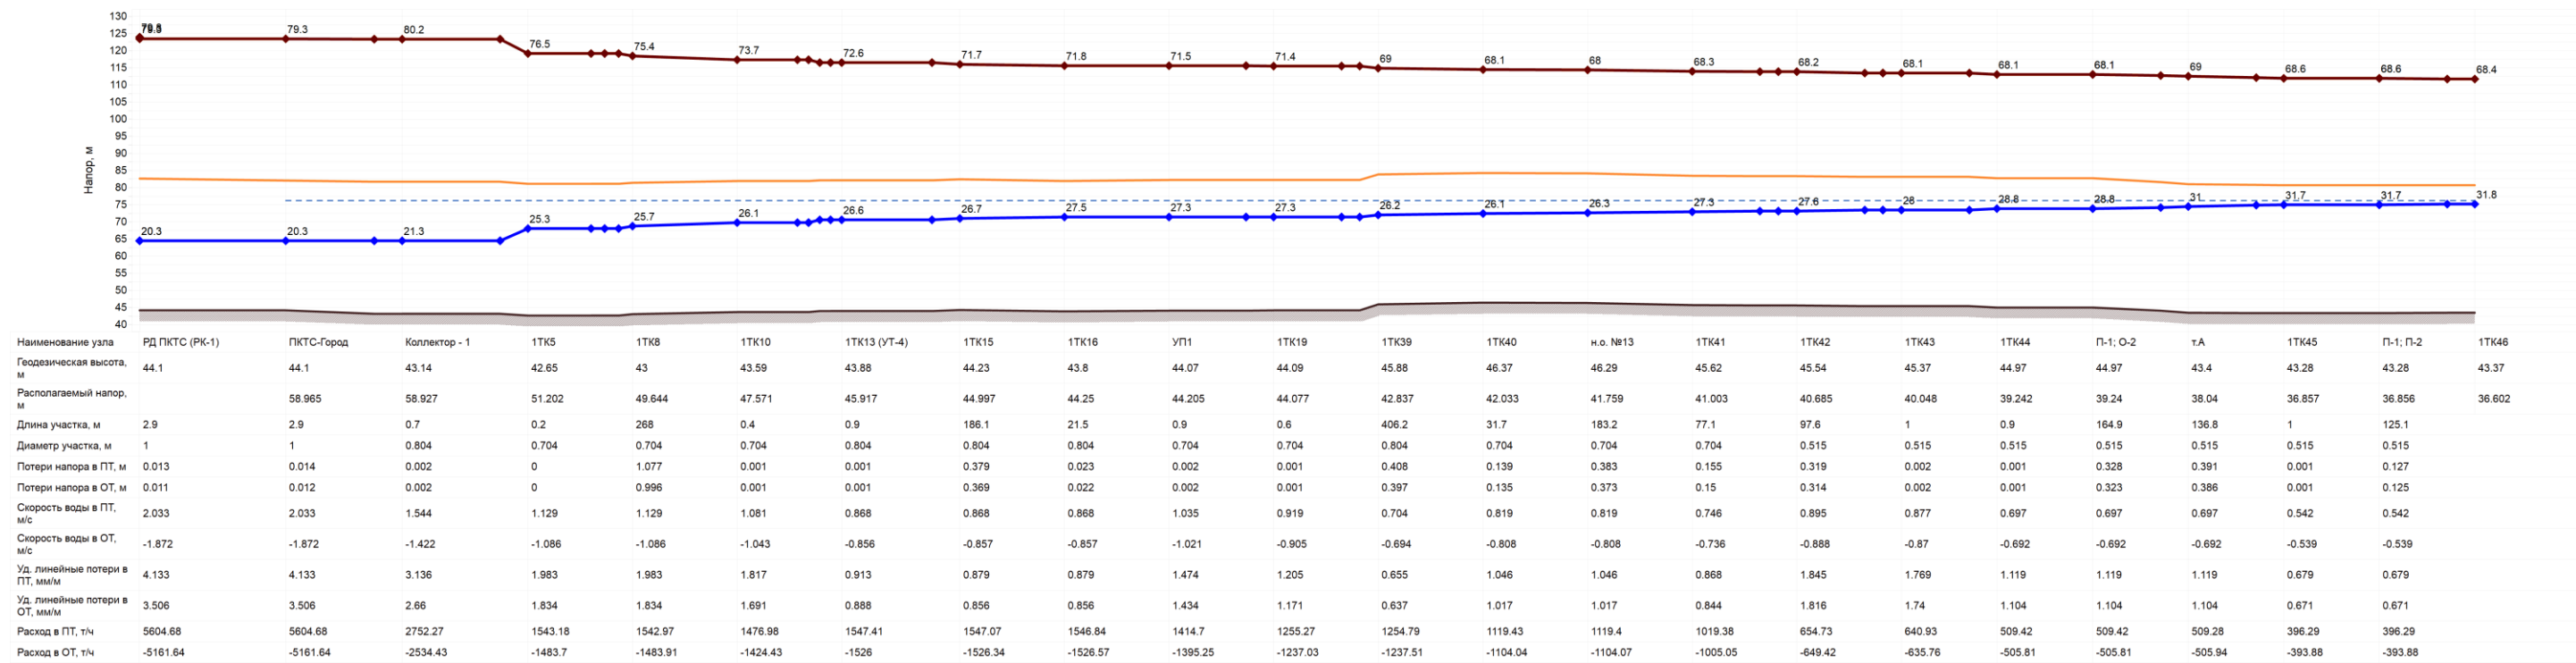 130
125
120
115
110
105
100
95
90
85
80
75
70
65
60
55
50
45
40
Напор, м
79.3 80.2 76.5 75.4 73.7 72.6 71.7 71.8 71.5 71.4 69 68.1 68 68.3 68.2 68.1 68.1 68.1 69 68.6 68.6 68.4
20.3 20.3 21.3 25.3 25.7 26.1 26.6 26.7 27.5 27.3 27.3 26.2 26.1 26.3 27.3 27.6 28 28.8 28.8 31 31.7 31.7 31.8
Наименование узла РД ПКТС (РК-1) ПКТС-Город Коллектор - 1 1ТК5 1ТК8 1ТК10 1ТК13 (УТ-4) 1ТК15 1ТК16 УП1 1ТК19 1ТК39 1ТК40 н.о. №13 1ТК41 1ТК42 1ТК43 1ТК44 П-1; О-2 т.А 1ТК45 П-1; П-2 1ТК46
Геодезическая высота,
м
44.1 44.1 43.14 42.65 43 43.59 43.88 44.23 43.8 44.07 44.09 45.88 46.37 46.29 45.62 45.54 45.37 44.97 44.97 43.4 43.28 43.28 43.37
Располагаемый напор,
м
58.965 58.927 51.202 49.644 47.571 45.917 44.997 44.25 44.205 44.077 42.837 42.033 41.759 41.003 40.685 40.048 39.242 39.24 38.04 36.857 36.856 36.602
Длина участка, м 2.9 2.9 0.7 0.2 268 0.4 0.9 186.1 21.5 0.9 0.6 406.2 31.7 183.2 77.1 97.6 1 0.9 164.9 136.8 1 125.1
Диаметр участка, м 1 1 0.804 0.704 0.704 0.704 0.804 0.804 0.804 0.704 0.704 0.804 0.704 0.704 0.704 0.515 0.515 0.515 0.515 0.515 0.515 0.515
Потери напора в ПТ, м 0.013 0.014 0.002 0 1.077 0.001 0.001 0.379 0.023 0.002 0.001 0.408 0.139 0.383 0.155 0.319 0.002 0.001 0.328 0.391 0.001 0.127
Потери напора в ОТ, м 0.011 0.012 0.002 0 0.996 0.001 0.001 0.369 0.022 0.002 0.001 0.397 0.135 0.373 0.15 0.314 0.002 0.001 0.323 0.386 0.001 0.125
Скорость воды в ПТ,
м/с
2.033 2.033 1.544 1.129 1.129 1.081 0.868 0.868 0.868 1.035 0.919 0.704 0.819 0.819 0.746 0.895 0.877 0.697 0.697 0.697 0.542 0.542
Скорость воды в ОТ,
м/с
-1.872 -1.872 -1.422 -1.086 -1.086 -1.043 -0.856 -0.857 -0.857 -1.021 -0.905 -0.694 -0.808 -0.808 -0.736 -0.888 -0.87 -0.692 -0.692 -0.692 -0.539 -0.539
Уд. линейные потери в
ПТ, мм/м
4.133 4.133 3.136 1.983 1.983 1.817 0.913 0.879 0.879 1.474 1.205 0.655 1.046 1.046 0.868 1.845 1.769 1.119 1.119 1.119 0.679 0.679
Уд. линейные потери в
ОТ, мм/м
3.506 3.506 2.66 1.834 1.834 1.691 0.888 0.856 0.856 1.434 1.171 0.637 1.017 1.017 0.844 1.816 1.74 1.104 1.104 1.104 0.671 0.671
Расход в ПТ, т/ч 5604.68 5604.68 2752.27 1543.18 1542.97 1476.98 1547.41 1547.07 1546.84 1414.7 1255.27 1254.79 1119.43 1119.4 1019.38 654.73 640.93 509.42 509.42 509.28 396.29 396.29
Расход в ОТ, т/ч -5161.64 -5161.64 -2534.43 -1483.7 -1483.91 -1424.43 -1526 -1526.34 -1526.57 -1395.25 -1237.03 -1237.51 -1104.04 -1104.07 -1005.05 -649.42 -635.76 -505.81 -505.81 -505.94 -393.88 -393.88